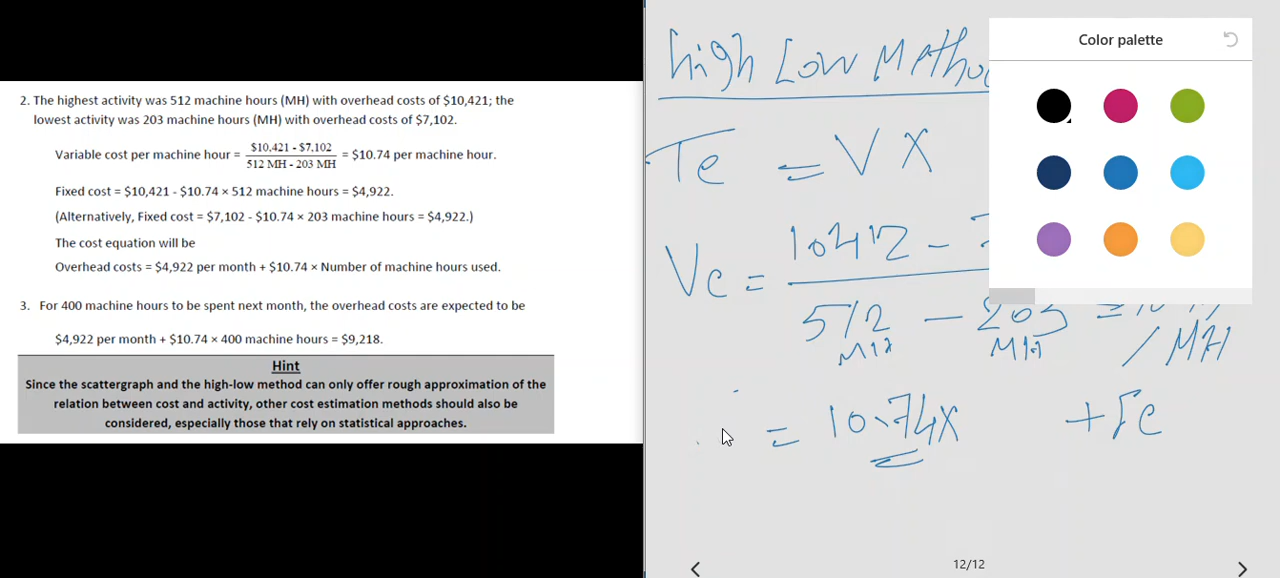 2. The highest activity was 512 machine hours (MH) with overhead costs of $10,421; the
lowest activity was 203 machine hours (MH) with overhead costs of $7,102.
Variable cost per machine hour = $10,421 - $7,102 / 512 MH - 203 MH = $10.74 per machine hour.
Fixed cost = $10,421 - $10.74 × 512 machine hours = $4,922.
(Alternatively, Fixed cost = $7,102 - $10.74 × 203 machine hours = $4,922.)
The cost equation will be
Overhead costs = $4,922 per month + $10.74 × Number of machine hours used.
3. For 400 machine hours to be spent next month, the overhead costs are expected to be
$4,922 per month + $10.74 × 400 machine hours = $9,218.
Hint
Since the scattergraph and the high-low method can only offer rough approximation of the
relation between cost and activity, other cost estimation methods should also be
considered, especially those that rely on statistical approaches.
High Low Metho
Tc = V X
Vc = 10412 -
512 - 203 =
MH MH / MH
= 10.74X + Fc
12/12
Color palette